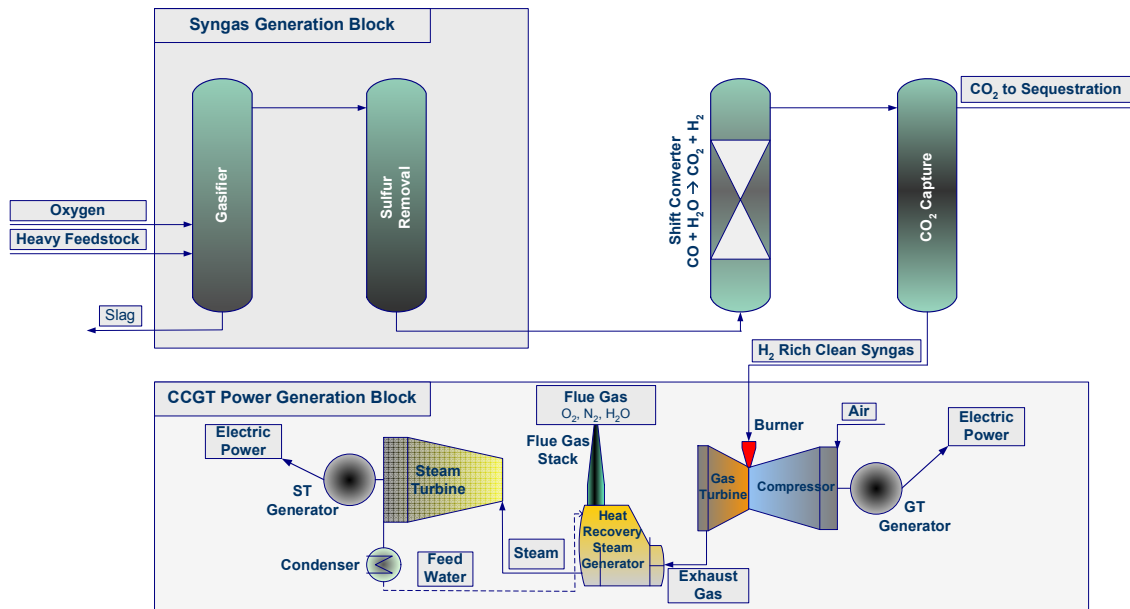 Syngas Generation Block
Gasifier
Sulfur
Removal
Oxygen
Heavy Feedstock
Slag
Shift Converter
CO + H₂O → CO₂ + H₂
CO₂ Capture
CO₂ to Sequestration
H₂ Rich Clean Syngas
CCGT Power Generation Block
Electric
Power
ST
Generator
Steam
Turbine
Condenser
Feed
Water
Steam
Flue Gas
O₂, N₂, H₂O
Flue Gas
Stack
Heat
Recovery
Steam
Generator
Exhaust
Gas
Burner
Air
Gas
Turbine
Compressor
GT
Generator
Electric
Power